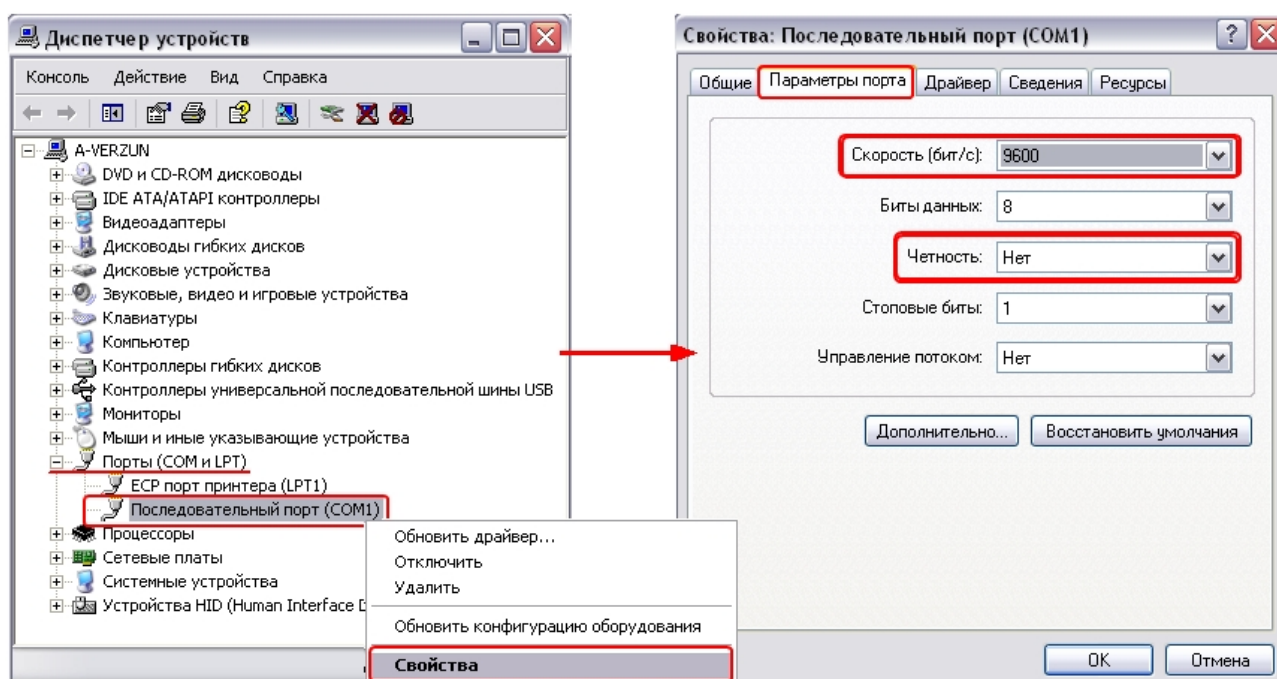 Диспетчер устройств
Консоль Действие Вид Справка
A-VERZUN
DVD и CD-ROM дисководы
IDE ATA/ATAPI контроллеры
Видеоадаптеры
Дисководы гибких дисков
Дисковые устройства
Звуковые, видео и игровые устройства
Клавиатуры
Компьютер
Контроллеры гибких дисков
Контроллеры универсальной последовательной шины USB
Мониторы
Мыши и иные указывающие устройства
Порты (COM и LPT)
ECP порт принтера (LPT1)
Последовательный порт (COM1)
Процессоры
Сетевые платы
Системные устройства
Устройства HID (Human Interface
Обновить драйвер...
Отключить
Удалить
Обновить конфигурацию оборудования
Свойства
Свойства: Последовательный порт (COM1)
Общие Параметры порта Драйвер Сведения Ресурсы
Скорость (бит/с): 9600
Биты данных: 8
Четность: Нет
Стоповые биты: 1
Управление потоком: Нет
Дополнительно... Восстановить умолчания
OK Отмена